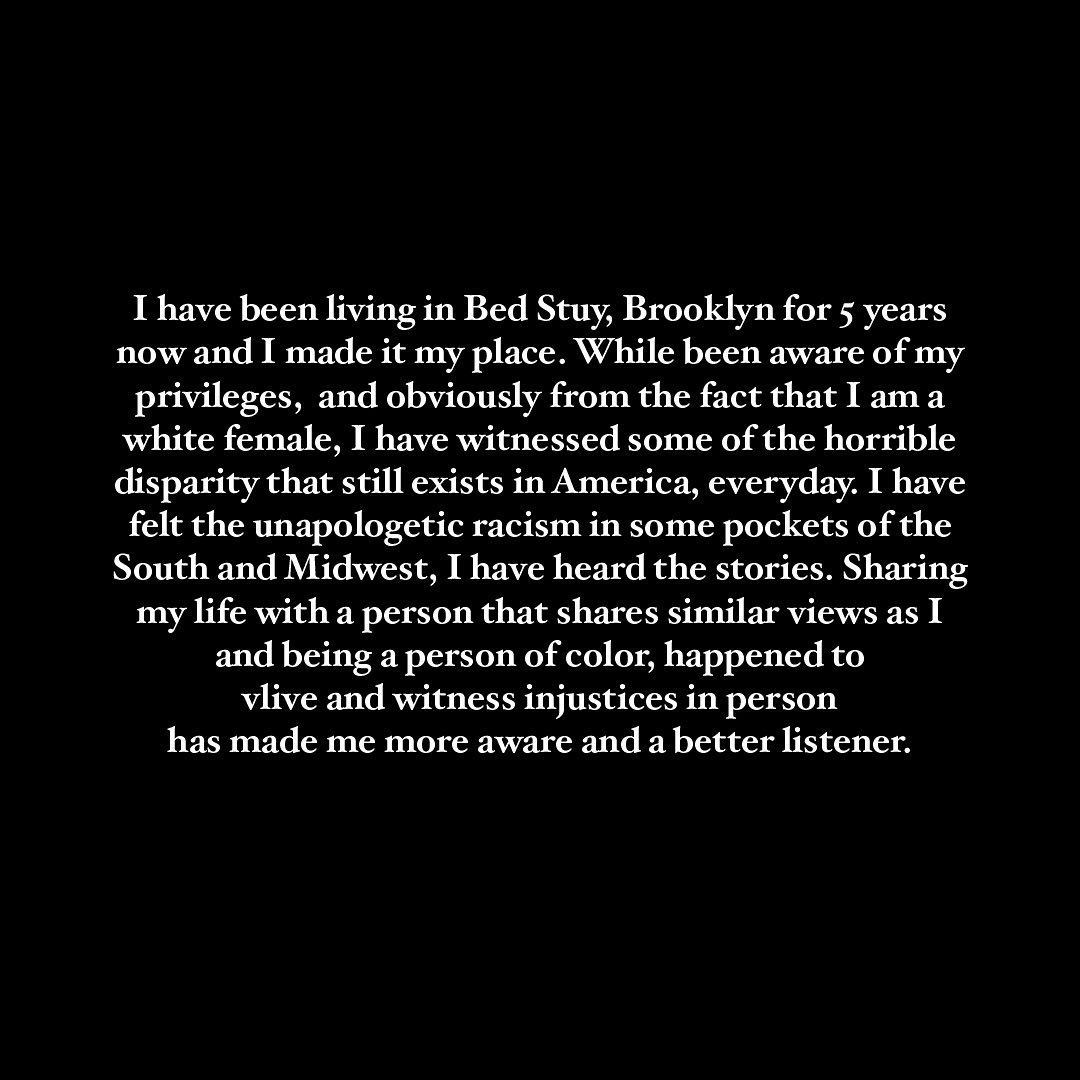 I have been living in Bed Stuy, Brooklyn for 5 years
now and I made it my place. While been aware of my
privileges,  and obviously from the fact that I am a
white female, I have witnessed some of the horrible
disparity that still exists in America, everyday. I have
felt the unapologetic racism in some pockets of the
South and Midwest, I have heard the stories. Sharing
my life with a person that shares similar views as I
and being a person of color, happened to
vlive and witness injustices in person
has made me more aware and a better listener.